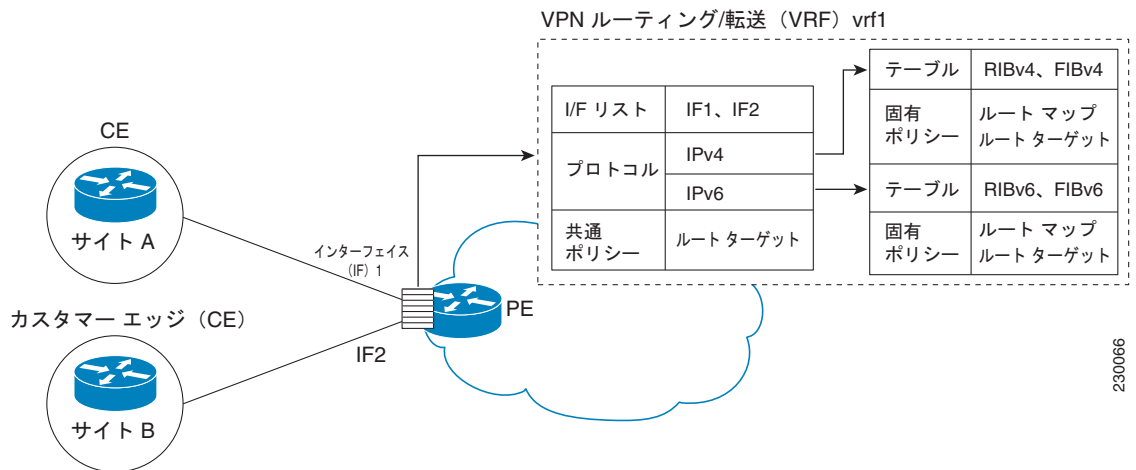 VPN ルーティング/転送（VRF）vrf1
テーブル
RIBv4、FIBv4
I/F リスト
IF1、IF2
固有
ポリシー
ルート マップ
ルート ターゲット
プロトコル
IPv4
IPv6
テーブル
RIBv6、FIBv6
共通
ポリシー
ルート ターゲット
固有
ポリシー
ルート マップ
ルート ターゲット
CE
サイト A
インターフェイス
（IF）1
PE
カスタマー エッジ（CE）
IF2
サイト B
230066